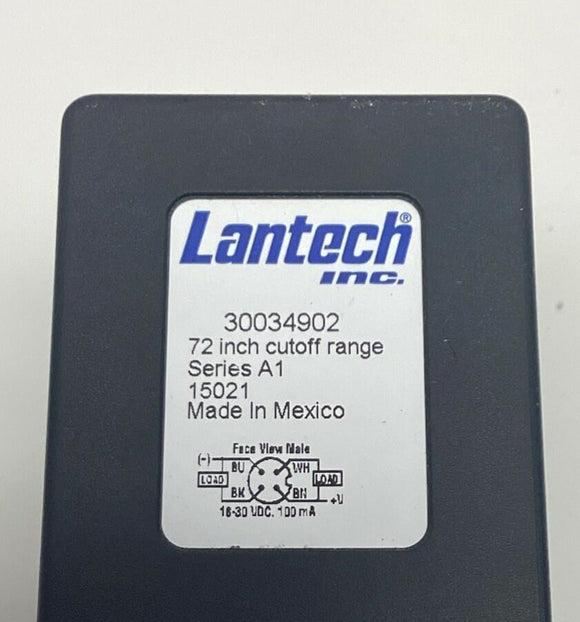 Lantech®
inc.
30034902
72 inch cutoff range
Series A1
15021
Made In Mexico
Face View Male
(-) BU WH
LOAD LOAD
BK BN +V
16-30 VDC. 100 mA